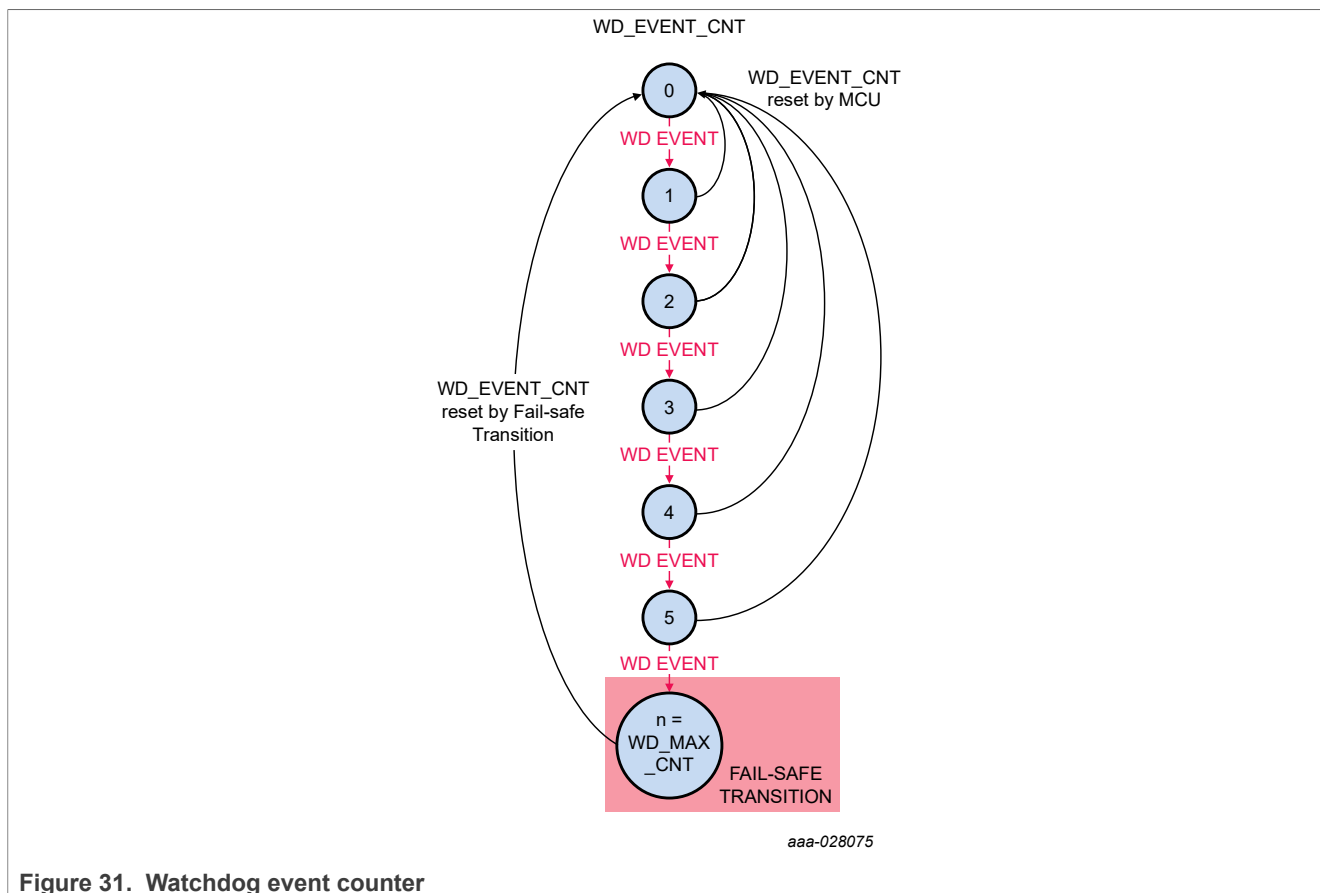 WD_EVENT_CNT
WD_EVENT_CNT
reset by MCU
0
WD EVENT
1
WD EVENT
2
WD EVENT
3
WD_EVENT_CNT
reset by Fail-safe
Transition
WD EVENT
4
WD EVENT
5
WD EVENT
n =
WD_MAX
_CNT
FAIL-SAFE
TRANSITION
aaa-028075
Figure 31. Watchdog event counter